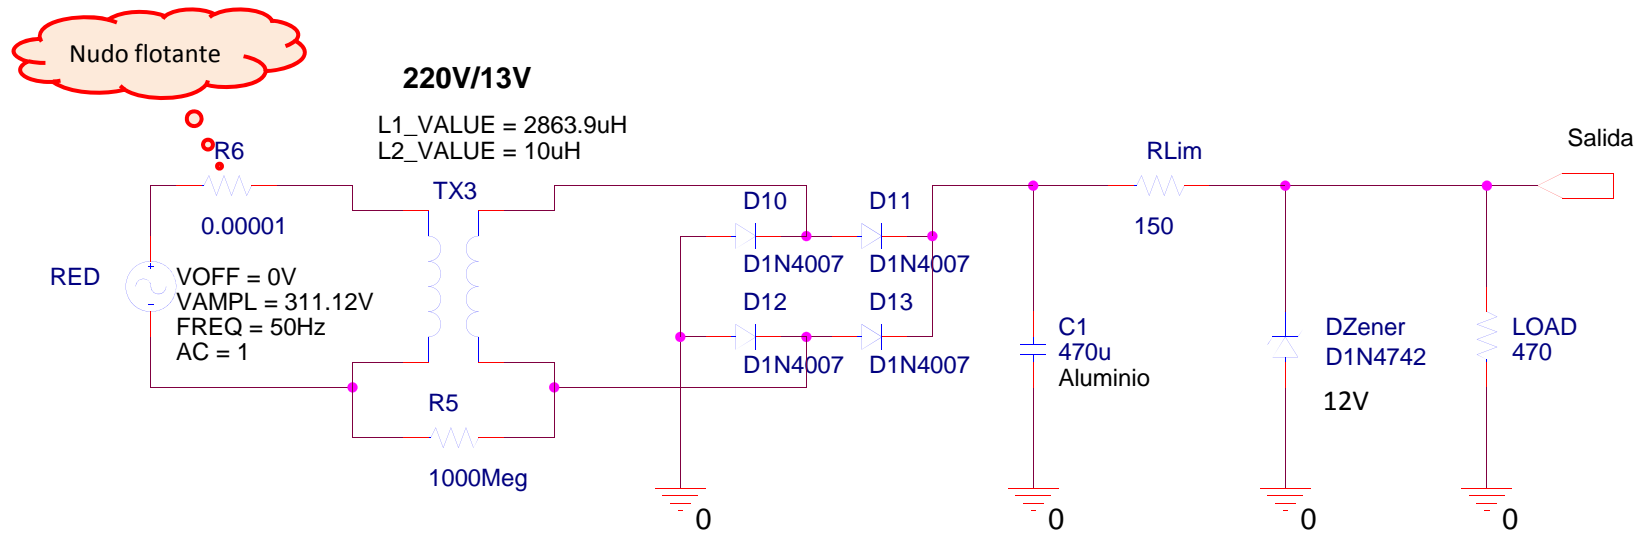 Nudo flotante
220V/13V
L1_VALUE = 2863.9uH
L2_VALUE = 10uH
R6
0.00001
TX3
RED
VOFF = 0V
VAMPL = 311.12V
FREQ = 50Hz
AC = 1
R5
1000Meg
D10
D1N4007
D11
D1N4007
D12
D1N4007
D13
D1N4007
0
C1
470u
Aluminio
0
RLim
150
DZener
D1N4742
12V
0
LOAD
470
0
Salida